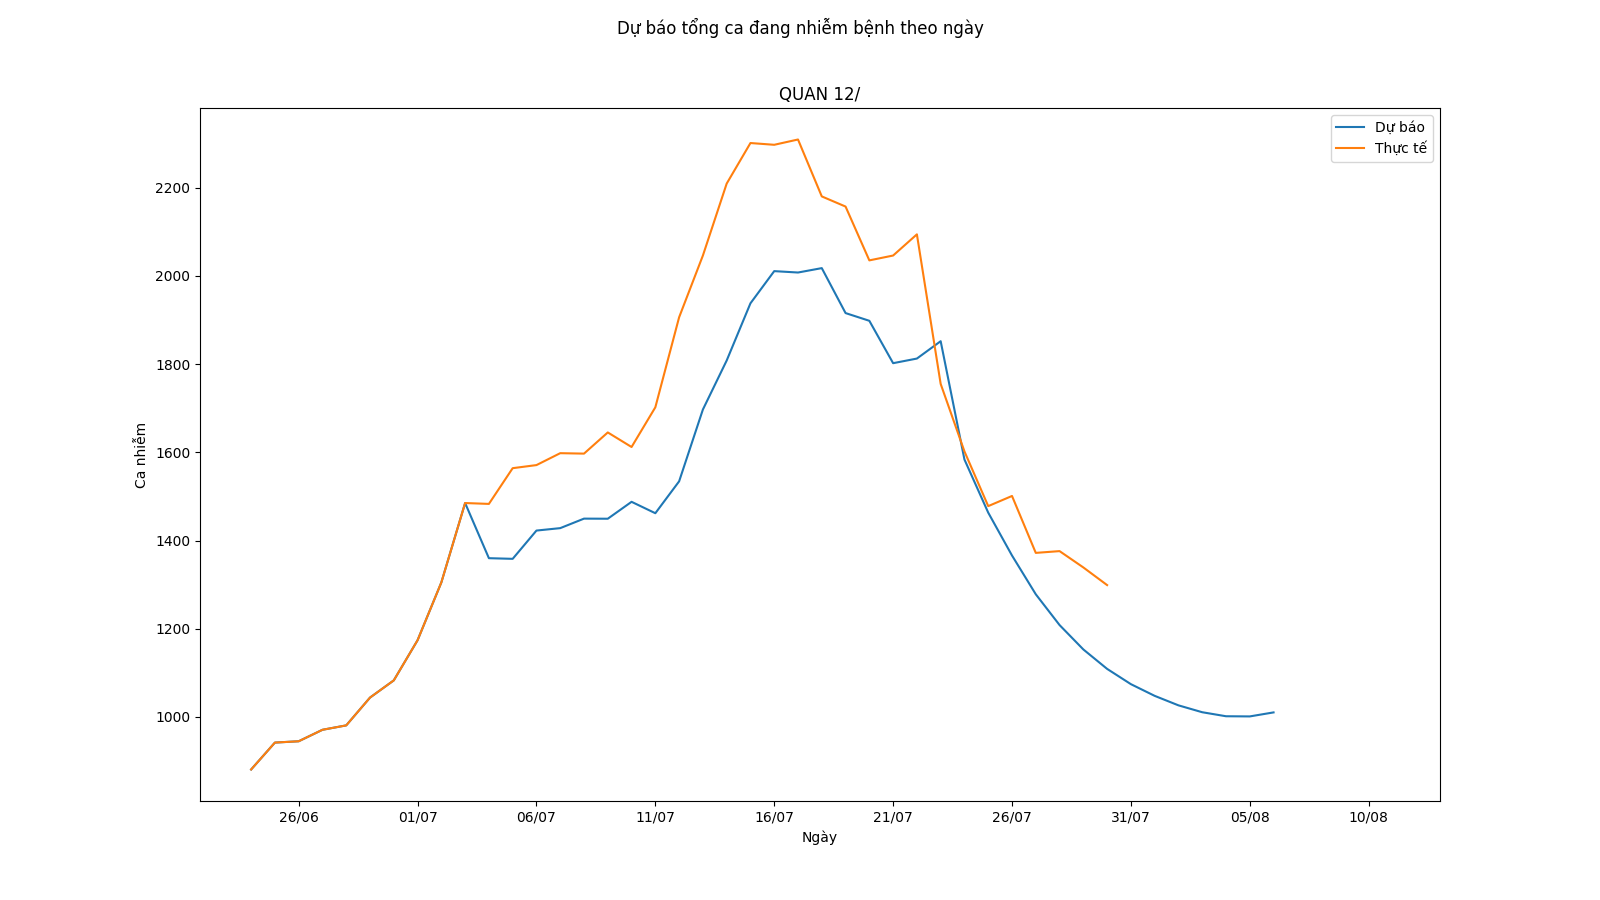 Dự báo tổng ca đang nhiễm bệnh theo ngày
QUAN 12/
Dự báo
Thực tế
2200
2000
1800
1600
1400
1200
1000
Ca nhiễm
26/06
01/07
06/07
11/07
16/07
21/07
26/07
31/07
05/08
10/08
Ngày